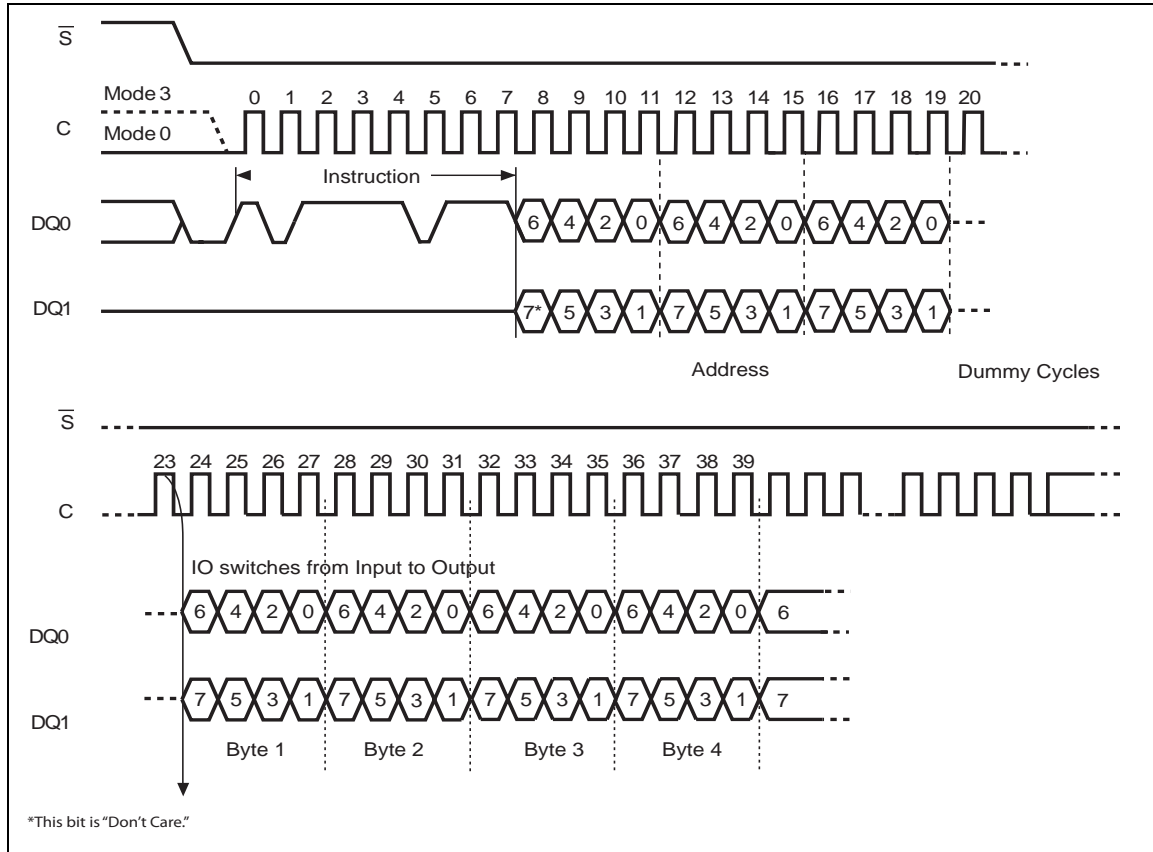 S
Mode 3
C
Mode 0
0 1 2 3 4 5 6 7 8 9 10 11 12 13 14 15 16 17 18 19 20
Instruction
DQ0
6 4 2 0 6 4 2 0 6 4 2 0
DQ1
7* 5 3 1 7 5 3 1 7 5 3 1
Address
Dummy Cycles
S
23 24 25 26 27 28 29 30 31 32 33 34 35 36 37 38 39
C
IO switches from Input to Output
DQ0
6 4 2 0 6 4 2 0 6 4 2 0 6 4 2 0 6
DQ1
7 5 3 1 7 5 3 1 7 5 3 1 7 5 3 1 7
Byte 1 Byte 2 Byte 3 Byte 4
*This bit is “Don’t Care.”